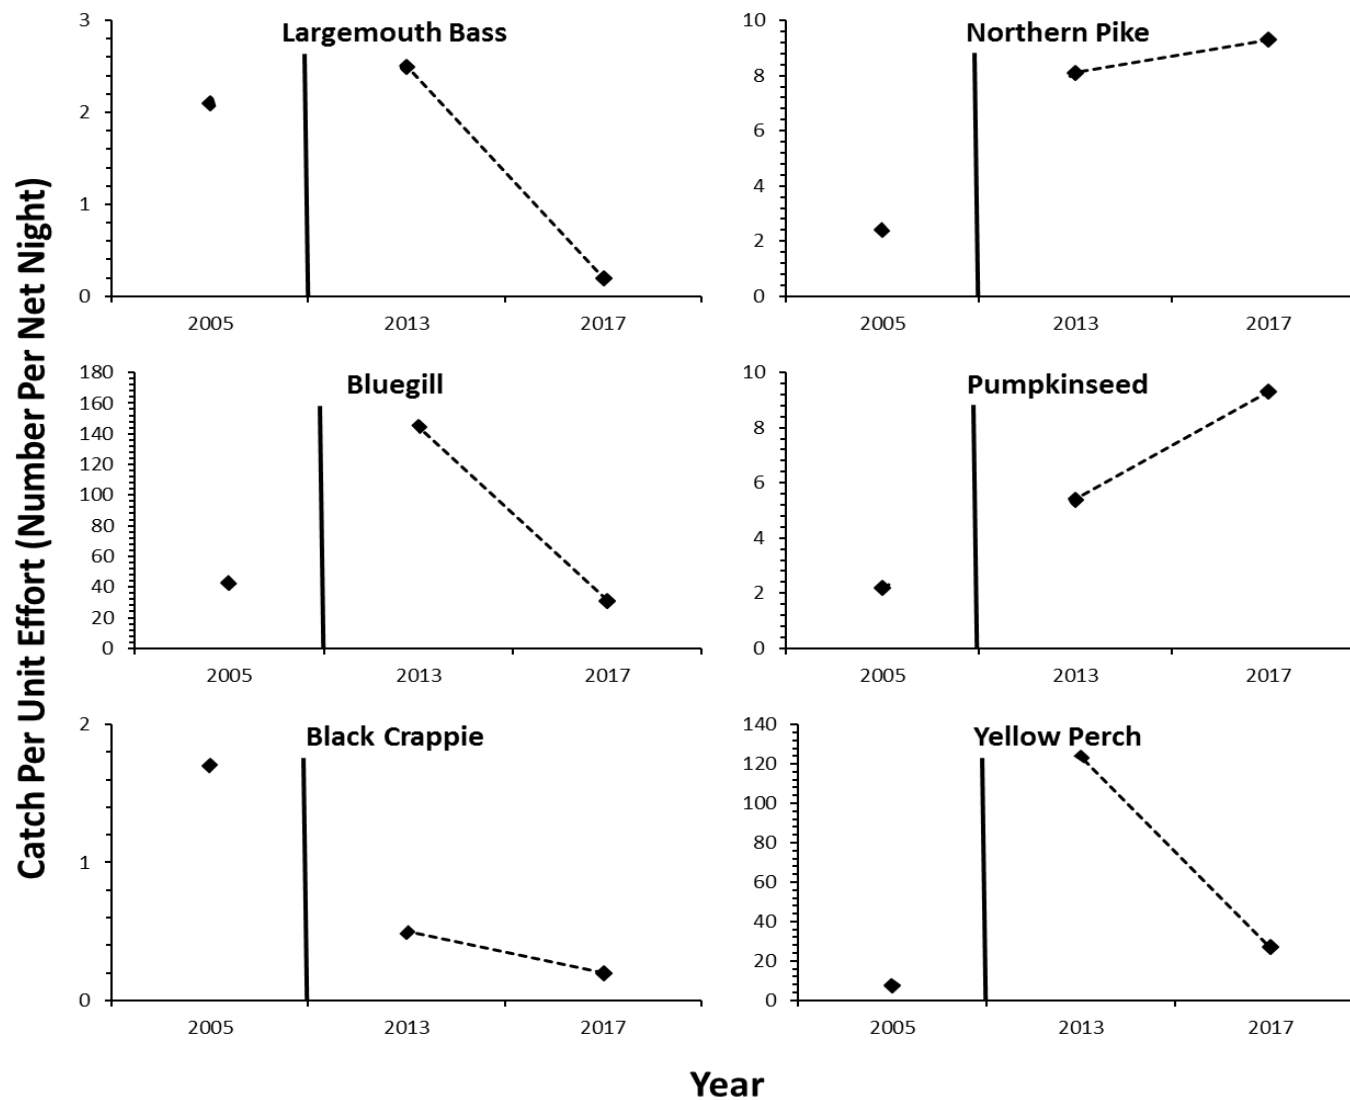 Catch Per Unit Effort (Number Per Net Night)
Largemouth Bass
3
2
1
0
2005 2013 2017
Northern Pike
10
8
6
4
2
0
2005 2013 2017
Bluegill
180
160
140
120
100
80
60
40
20
0
2005 2013 2017
Pumpkinseed
10
8
6
4
2
0
2005 2013 2017
Black Crappie
2
1
0
2005 2013 2017
Yellow Perch
140
120
100
80
60
40
20
0
2005 2013 2017
Year